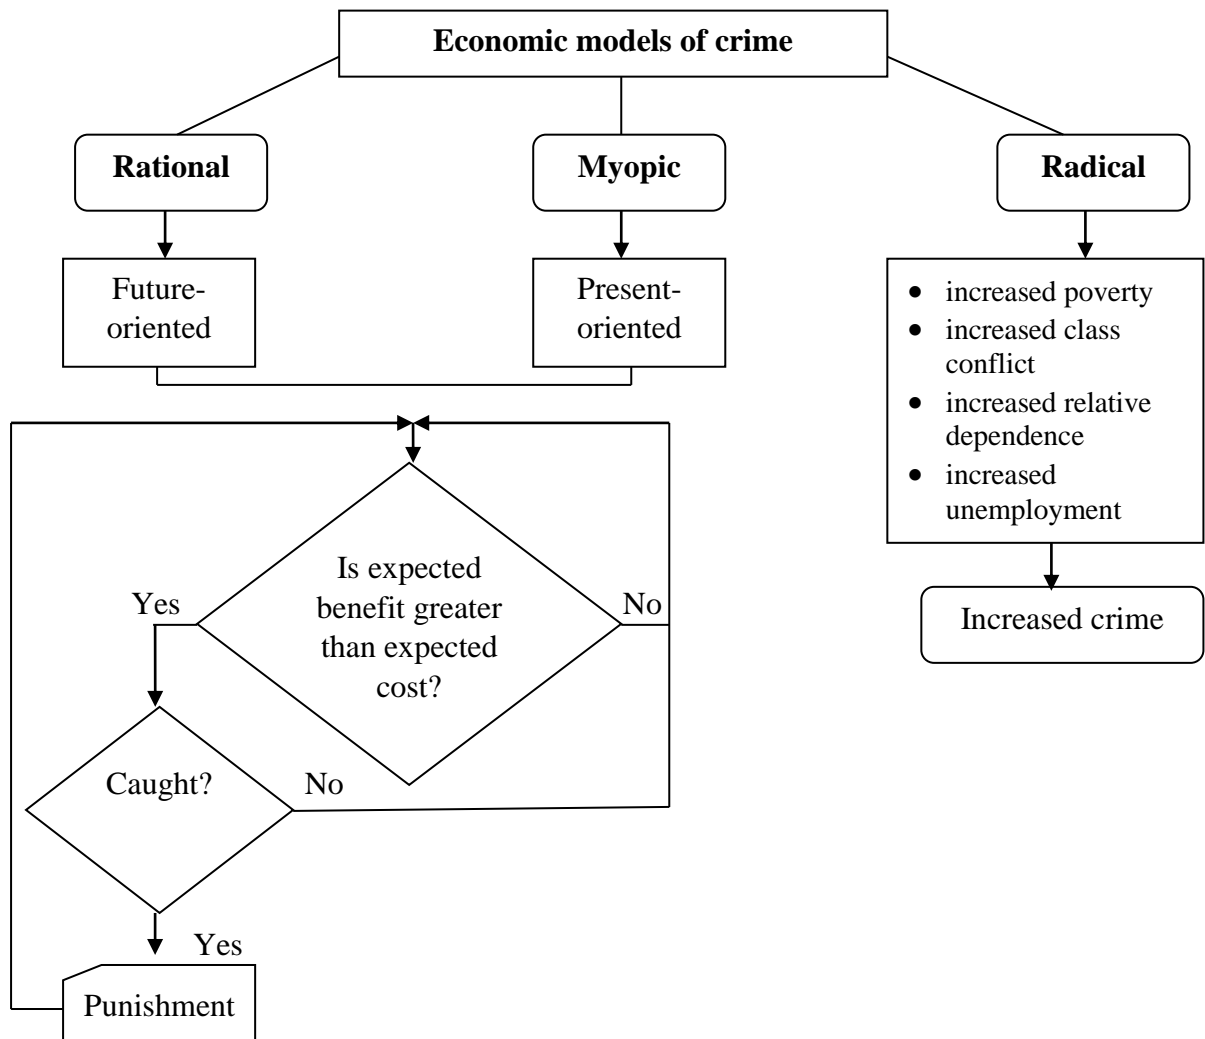 Economic models of crime
Rational
Myopic
Radical
Future-
oriented
Present-
oriented
• increased poverty
• increased class
conflict
• increased relative
dependence
• increased
unemployment
Increased crime
Is expected
benefit greater
than expected
cost?
Yes
No
Caught?
No
Yes
Punishment